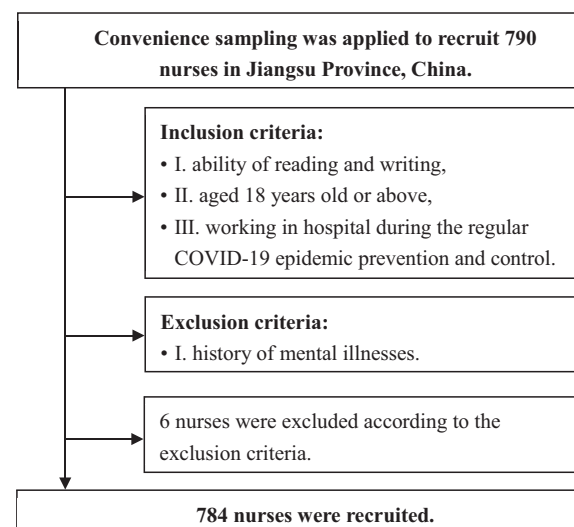 Convenience sampling was applied to recruit 790
nurses in Jiangsu Province, China.
Inclusion criteria:
• I. ability of reading and writing,
• II. aged 18 years old or above,
• III. working in hospital during the regular
COVID-19 epidemic prevention and control.
Exclusion criteria:
• I. history of mental illnesses.
6 nurses were excluded according to the
exclusion criteria.
784 nurses were recruited.